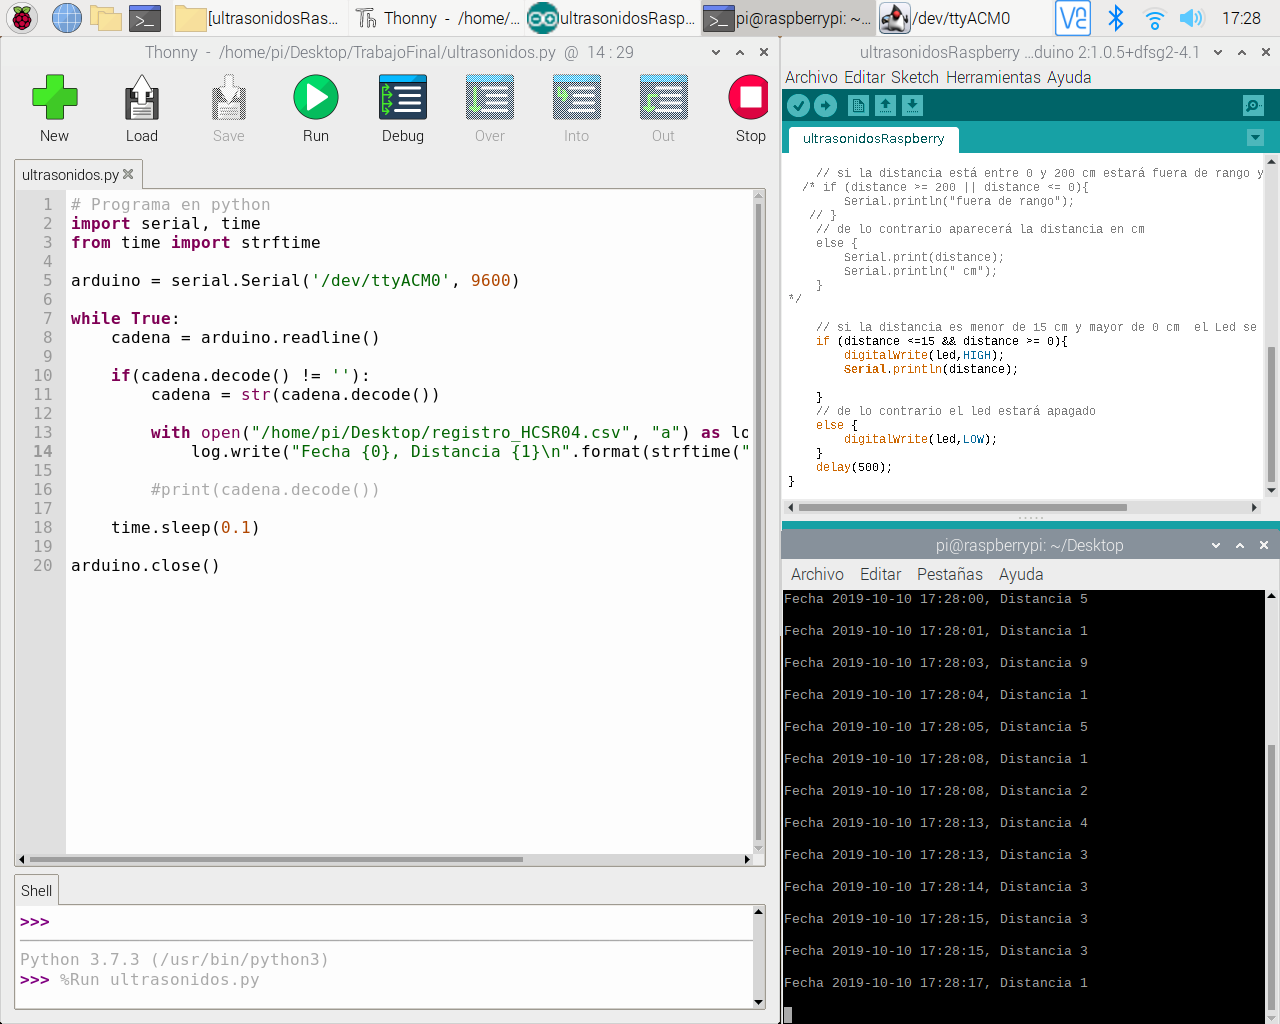 [ultrasonidosRas...
Thonny - /home/...
ultrasonidosRasp...
pi@raspberrypi: ~...
/dev/ttyACM0
17:28
Thonny - /home/pi/Desktop/TrabajoFinal/ultrasonidos.py @ 14:29
New
Load
Save
Run
Debug
Over
Into
Out
Stop
ultrasonidos.py
1 # Programa en python
2 import serial, time
3 from time import strftime
4
5 arduino = serial.Serial('/dev/ttyACM0', 9600)
6
7 while True:
8 cadena = arduino.readline()
9
10 if(cadena.decode() != ''):
11 cadena = str(cadena.decode())
12
13 with open("/home/pi/Desktop/registro_HCSR04.csv", "a") as lo
14 log.write("Fecha {0}, Distancia {1}\n".format(strftime("
15
16 #print(cadena.decode())
17
18 time.sleep(0.1)
19
20 arduino.close()
Shell
>>>
Python 3.7.3 (/usr/bin/python3)
>>> %Run ultrasonidos.py
ultrasonidosRaspberry ...duino 2:1.0.5+dfsg2-4.1
Archivo Editar Sketch Herramientas Ayuda
ultrasonidosRaspberry
// si la distancia está entre 0 y 200 cm estará fuera de rango y
/* if (distance >= 200 || distance <= 0){
Serial.println("fuera de rango");
// }
// de lo contrario aparecerá la distancia en cm
else {
Serial.print(distance);
Serial.println(" cm");
}
*/
// si la distancia es menor de 15 cm y mayor de 0 cm  el Led se
if (distance <=15 && distance >= 0){
digitalWrite(led,HIGH);
Serial.println(distance);
}
// de lo contrario el led estará apagado
else {
digitalWrite(led,LOW);
}
delay(500);
}
pi@raspberrypi: ~/Desktop
Archivo Editar Pestañas Ayuda
Fecha 2019-10-10 17:28:00, Distancia 5
Fecha 2019-10-10 17:28:01, Distancia 1
Fecha 2019-10-10 17:28:03, Distancia 9
Fecha 2019-10-10 17:28:04, Distancia 1
Fecha 2019-10-10 17:28:05, Distancia 5
Fecha 2019-10-10 17:28:08, Distancia 1
Fecha 2019-10-10 17:28:08, Distancia 2
Fecha 2019-10-10 17:28:13, Distancia 4
Fecha 2019-10-10 17:28:13, Distancia 3
Fecha 2019-10-10 17:28:14, Distancia 3
Fecha 2019-10-10 17:28:15, Distancia 3
Fecha 2019-10-10 17:28:15, Distancia 3
Fecha 2019-10-10 17:28:17, Distancia 1